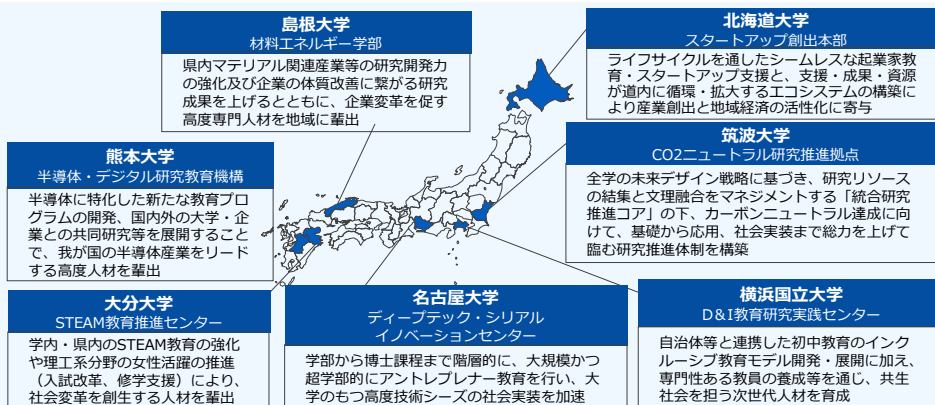 島根大学
材料エネルギー学部
県内マテリアル関連産業等の研究開発力
の強化及び企業の体質改善に繋がる研究
成果を上げるとともに、企業変革を促す
高度専門人材を地域に輩出
北海道大学
スタートアップ創出本部
ライフサイクルを通したシームレスな起業家教
育・スタートアップ支援と、支援・成果・資源
が道内に循環・拡大するエコシステムの構築に
より産業創出と地域経済の活性化に寄与
熊本大学
半導体・デジタル研究教育機構
半導体に特化した新たな教育プロ
グラムの開発、国内外の大学・企
業との共同研究等を展開すること
で、我が国の半導体産業をリード
する高度人材を輩出
筑波大学
CO2ニュートラル研究推進拠点
全学の未来デザイン戦略に基づき、研究リソース
の結集と文理融合をマネジメントする「統合研究
推進コア」の下、カーボンニュートラル達成に向
けて、基礎から応用、社会実装まで総力を上げて
臨む研究推進体制を構築
大分大学
STEAM教育推進センター
学内・県内のSTEAM教育の強化
や理工系分野の女性活躍の推進
（入試改革、修学支援）により、
社会変革を創生する人材を輩出
名古屋大学
ディープテック・シリアル
イノベーションセンター
学部から博士課程まで階層的に、大規模かつ
超学部的にアントレプレナー教育を行い、大
学のもつ高度技術シーズの社会実装を加速
横浜国立大学
D&I教育研究実践センター
自治体等と連携した初中教育のインク
ルーシブ教育モデル開発・展開に加え、
専門性ある教員の養成等を通じ、共生
社会を担う次世代人材を育成